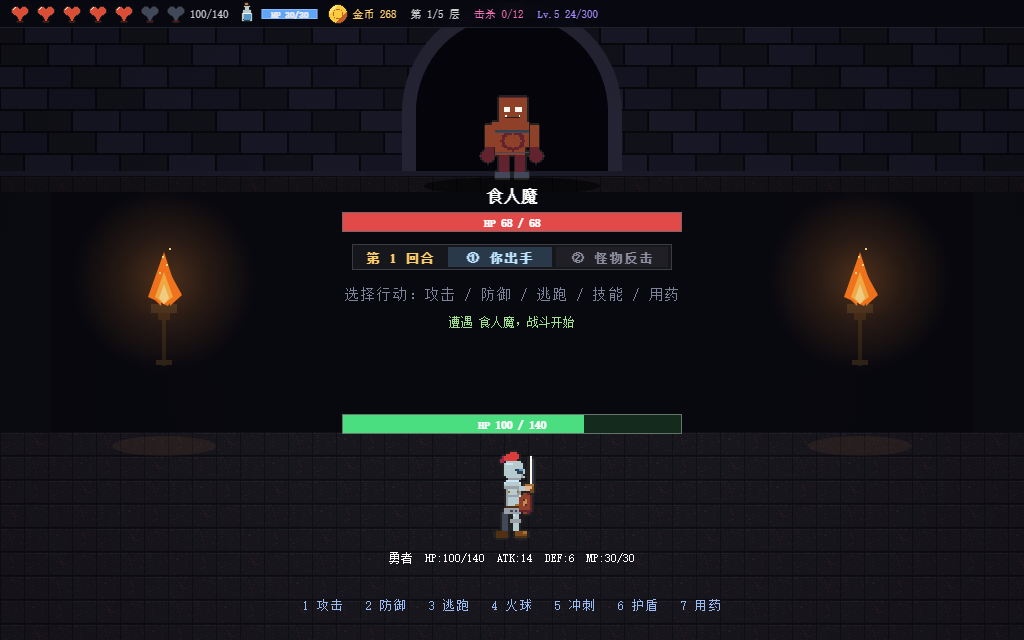 100/140 MP 30/30 金币 268 第 1/5 层 击杀 0/12 Lv.5 24/300
食人魔
HP 68 / 68
第 1 回合 ① 你出手 ② 怪物反击
选择行动：攻击 / 防御 / 逃跑 / 技能 / 用药
遭遇 食人魔，战斗开始
HP 100 / 140
勇者 HP:100/140 ATK:14 DEF:6 MP:30/30
1 攻击 2 防御 3 逃跑 4 火球 5 冲刺 6 护盾 7 用药